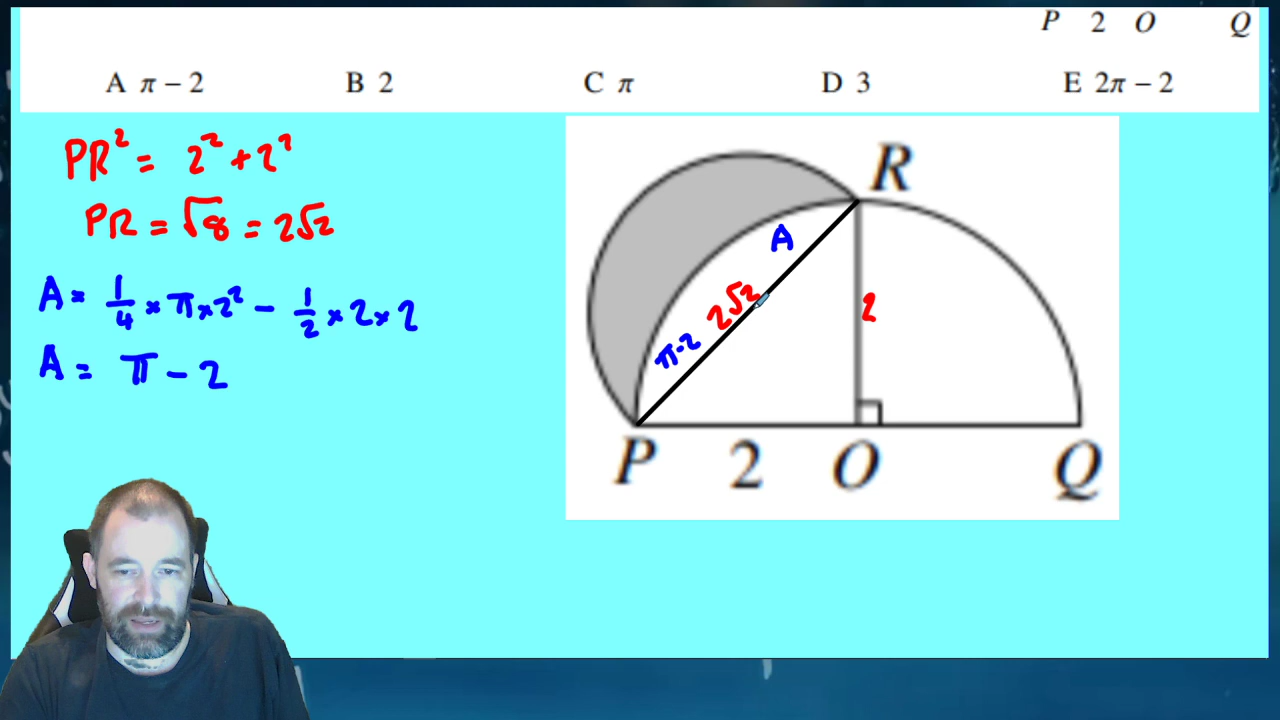 P 2 O Q
A π – 2 B 2 C π D 3 E 2π – 2
PR² = 2² + 2²
PR = √8 = 2√2
A = 1/4 × π × 2² – 1/2 × 2 × 2
A = π – 2
R
A
2√2
2
π-2
P 2 O Q